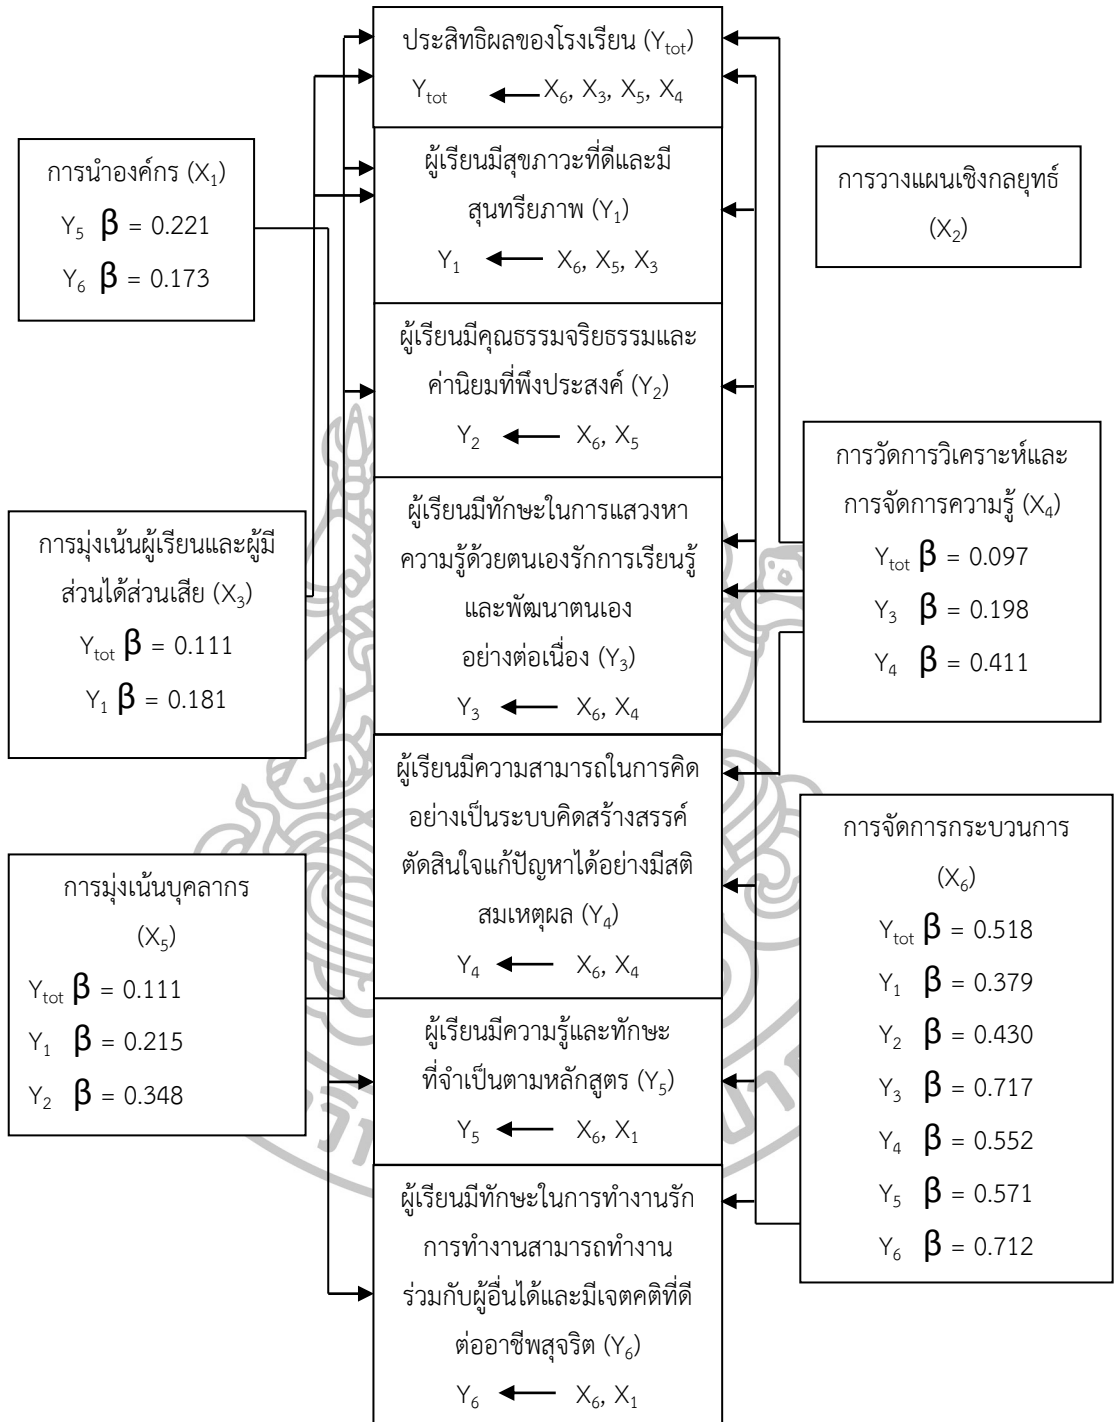 ประสิทธิผลของโรงเรียน (Ytot)
Ytot ← X6, X3, X5, X4
ผู้เรียนมีสุขภาวะที่ดีและมี
สุนทรียภาพ (Y1)
Y1 ← X6, X5, X3
ผู้เรียนมีคุณธรรมจริยธรรมและ
ค่านิยมที่พึงประสงค์ (Y2)
Y2 ← X6, X5
ผู้เรียนมีทักษะในการแสวงหา
ความรู้ด้วยตนเองรักการเรียนรู้
และพัฒนาตนเอง
อย่างต่อเนื่อง (Y3)
Y3 ← X6, X4
ผู้เรียนมีความสามารถในการคิด
อย่างเป็นระบบคิดสร้างสรรค์
ตัดสินใจแก้ปัญหาได้อย่างมีสติ
สมเหตุผล (Y4)
Y4 ← X6, X4
ผู้เรียนมีความรู้และทักษะ
ที่จำเป็นตามหลักสูตร (Y5)
Y5 ← X6, X1
ผู้เรียนมีทักษะในการทำงานรัก
การทำงานสามารถทำงาน
ร่วมกับผู้อื่นได้และมีเจตคติที่ดี
ต่ออาชีพสุจริต (Y6)
Y6 ← X6, X1
การนำองค์กร (X1)
Y5 β = 0.221
Y6 β = 0.173
การมุ่งเน้นผู้เรียนและผู้มี
ส่วนได้ส่วนเสีย (X3)
Ytot β = 0.111
Y1 β = 0.181
การมุ่งเน้นบุคลากร
(X5)
Ytot β = 0.111
Y1 β = 0.215
Y2 β = 0.348
การวางแผนเชิงกลยุทธ์
(X2)
การวัดการวิเคราะห์และ
การจัดการความรู้ (X4)
Ytot β = 0.097
Y3 β = 0.198
Y4 β = 0.411
การจัดการกระบวนการ
(X6)
Ytot β = 0.518
Y1 β = 0.379
Y2 β = 0.430
Y3 β = 0.717
Y4 β = 0.552
Y5 β = 0.571
Y6 β = 0.712